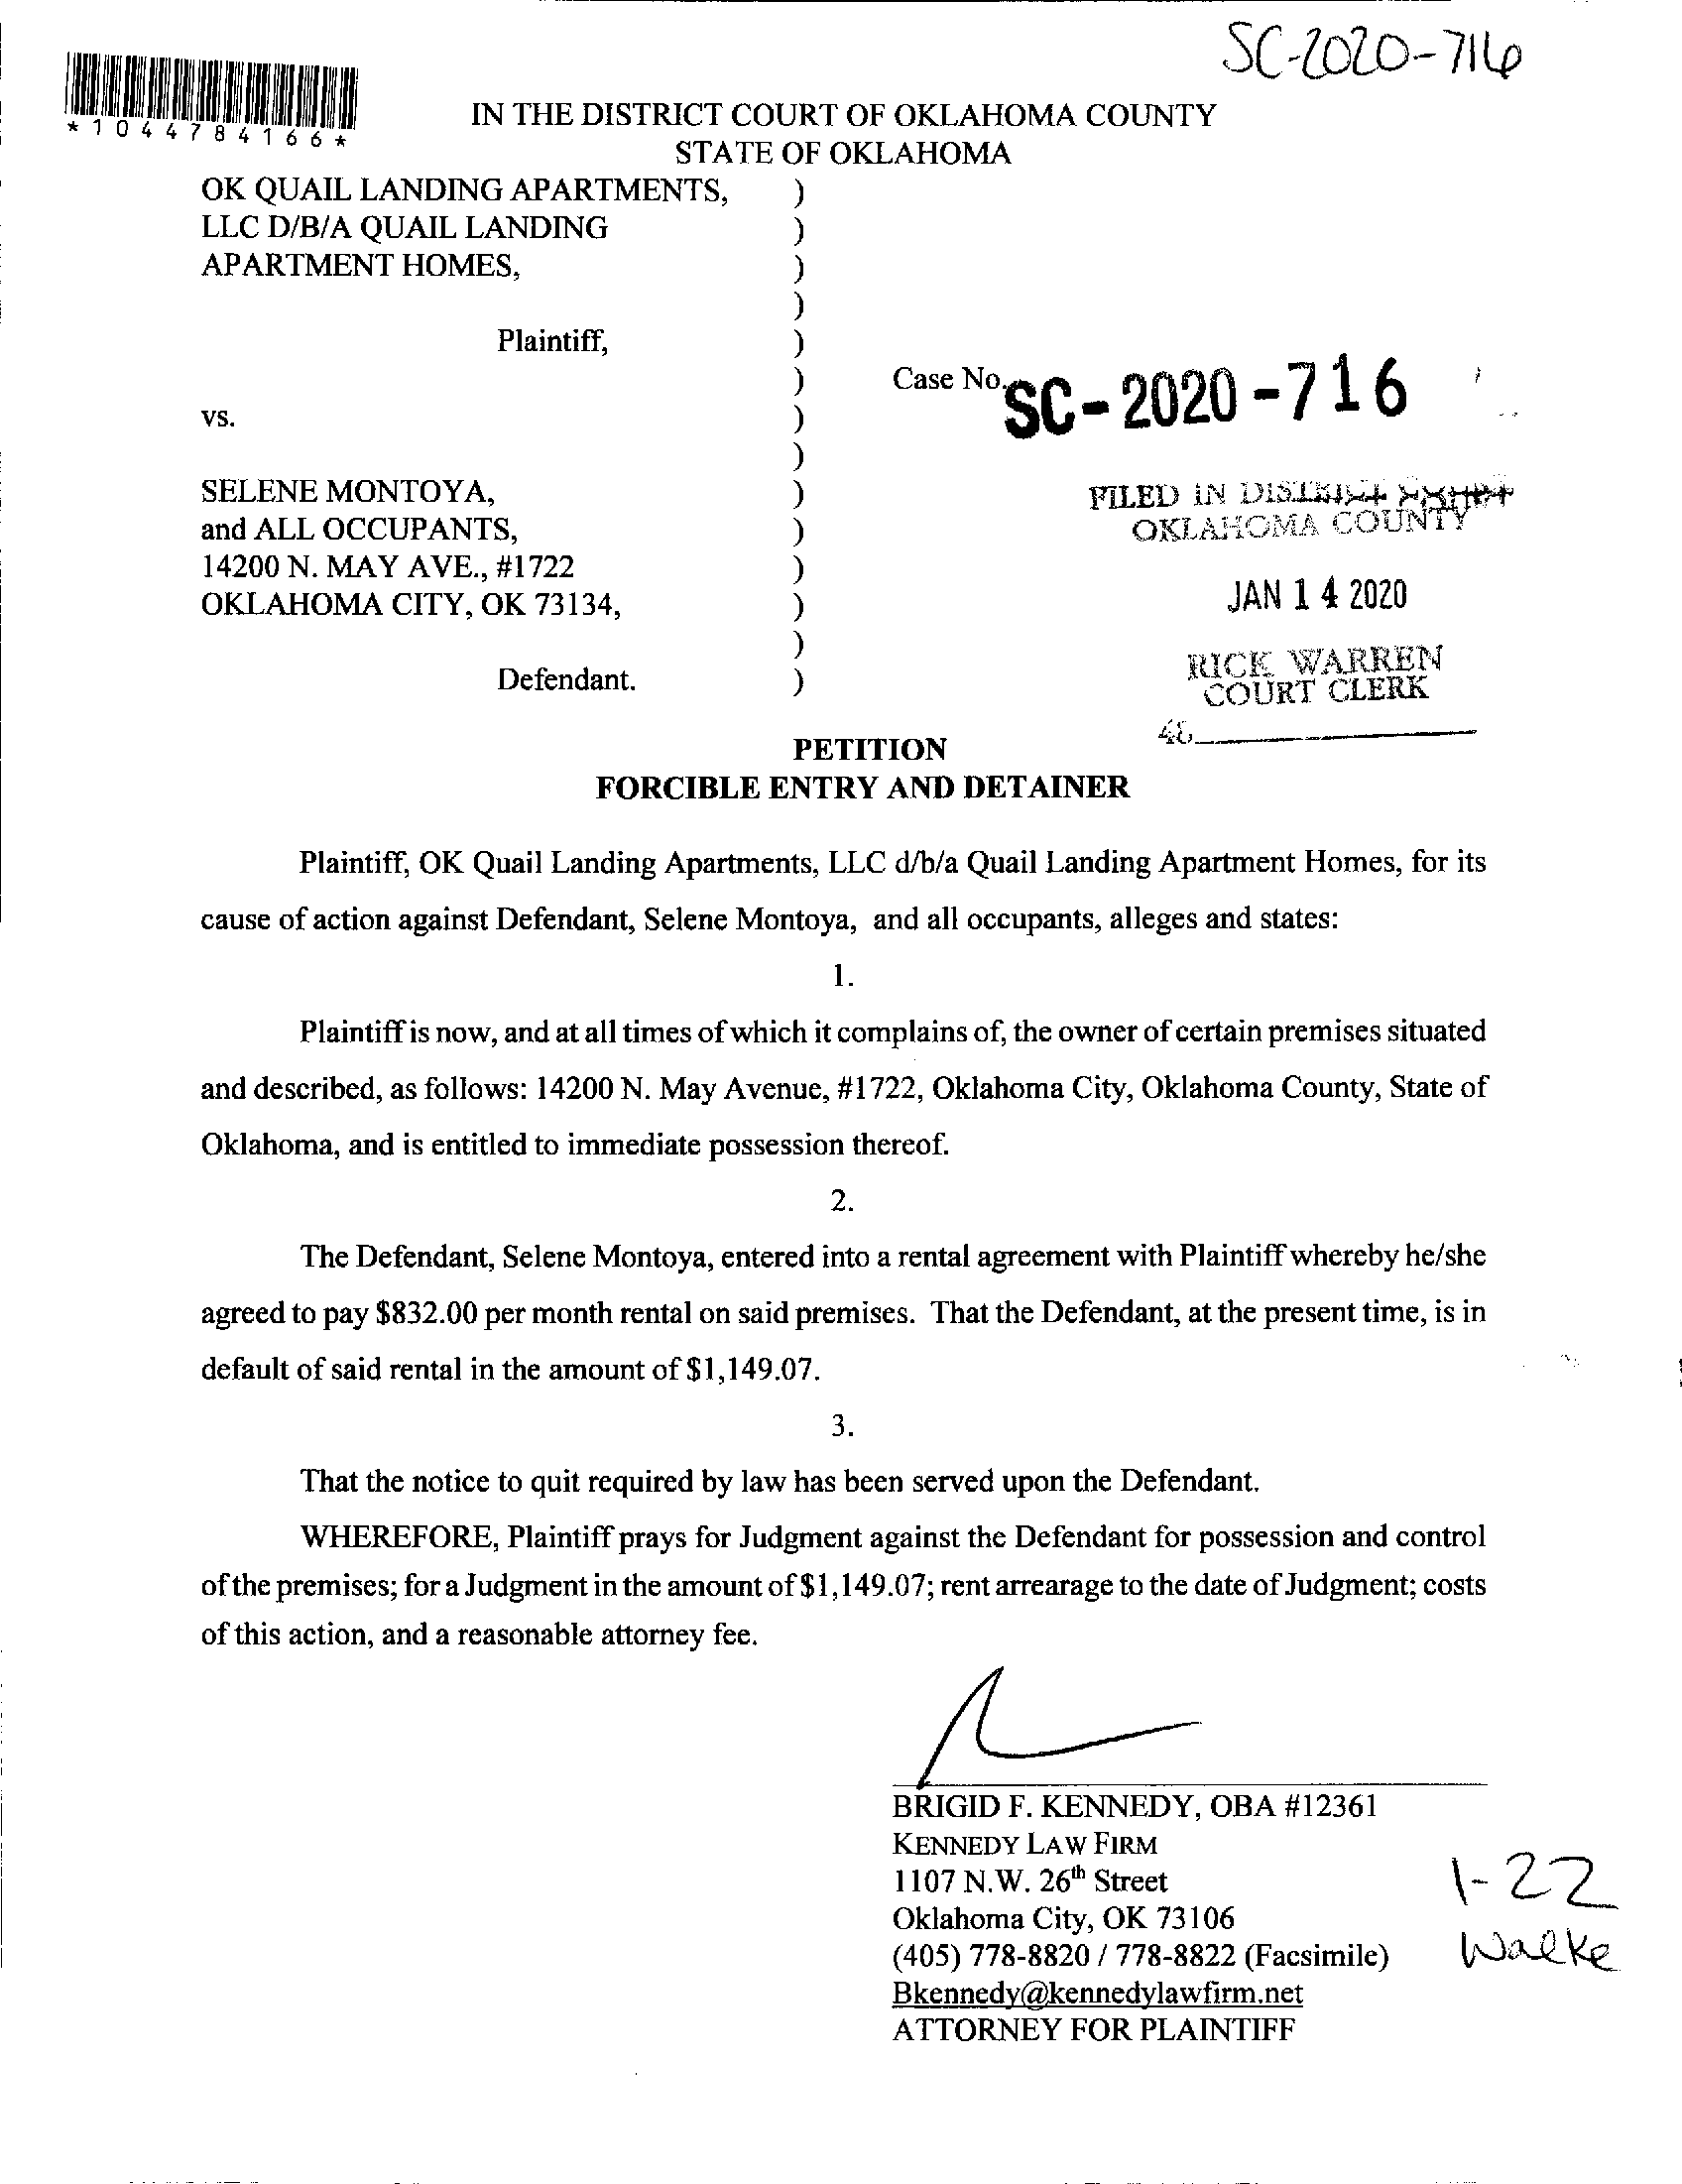 SC-2020-716
*1044784166*
IN THE DISTRICT COURT OF OKLAHOMA COUNTY
STATE OF OKLAHOMA
OK QUAIL LANDING APARTMENTS, )
LLC D/B/A QUAIL LANDING )
APARTMENT HOMES, )
)
Plaintiff, )
) Case No. SC-2020-716
vs. )
)
SELENE MONTOYA, )
and ALL OCCUPANTS, )
14200 N. MAY AVE., #1722 )
OKLAHOMA CITY, OK 73134, )
)
Defendant. )
FILED IN DISTRICT COURT
OKLAHOMA COUNTY
JAN 14 2020
RICK WARREN
COURT CLERK
PETITION
FORCIBLE ENTRY AND DETAINER
Plaintiff, OK Quail Landing Apartments, LLC d/b/a Quail Landing Apartment Homes, for its
cause of action against Defendant, Selene Montoya, and all occupants, alleges and states:
1.
Plaintiff is now, and at all times of which it complains of, the owner of certain premises situated
and described, as follows: 14200 N. May Avenue, #1722, Oklahoma City, Oklahoma County, State of
Oklahoma, and is entitled to immediate possession thereof.
2.
The Defendant, Selene Montoya, entered into a rental agreement with Plaintiff whereby he/she
agreed to pay $832.00 per month rental on said premises. That the Defendant, at the present time, is in
default of said rental in the amount of $1,149.07.
3.
That the notice to quit required by law has been served upon the Defendant.
WHEREFORE, Plaintiff prays for Judgment against the Defendant for possession and control
of the premises; for a Judgment in the amount of $1,149.07; rent arrearage to the date of Judgment; costs
of this action, and a reasonable attorney fee.
BRIGID F. KENNEDY, OBA #12361
KENNEDY LAW FIRM
1107 N.W. 26th Street
Oklahoma City, OK 73106
(405) 778-8820 / 778-8822 (Facsimile)
Bkennedy@kennedylawfirm.net
ATTORNEY FOR PLAINTIFF
1-22
Walke